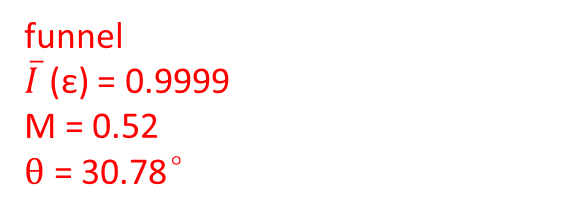 funnel
Ī (ε) = 0.9999
M = 0.52
θ = 30.78°